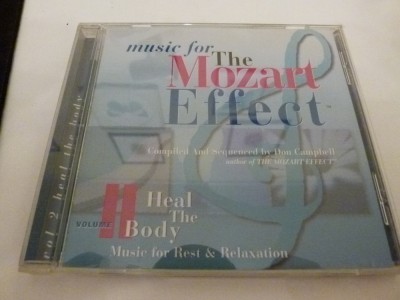 music for The
Mozart
Effect
Compiled And Sequenced by Don Campbell
author of THE MOZART EFFECT®
VOLUME II
Heal
The
Body
Music for Rest & Relaxation
vol 2 heal the body